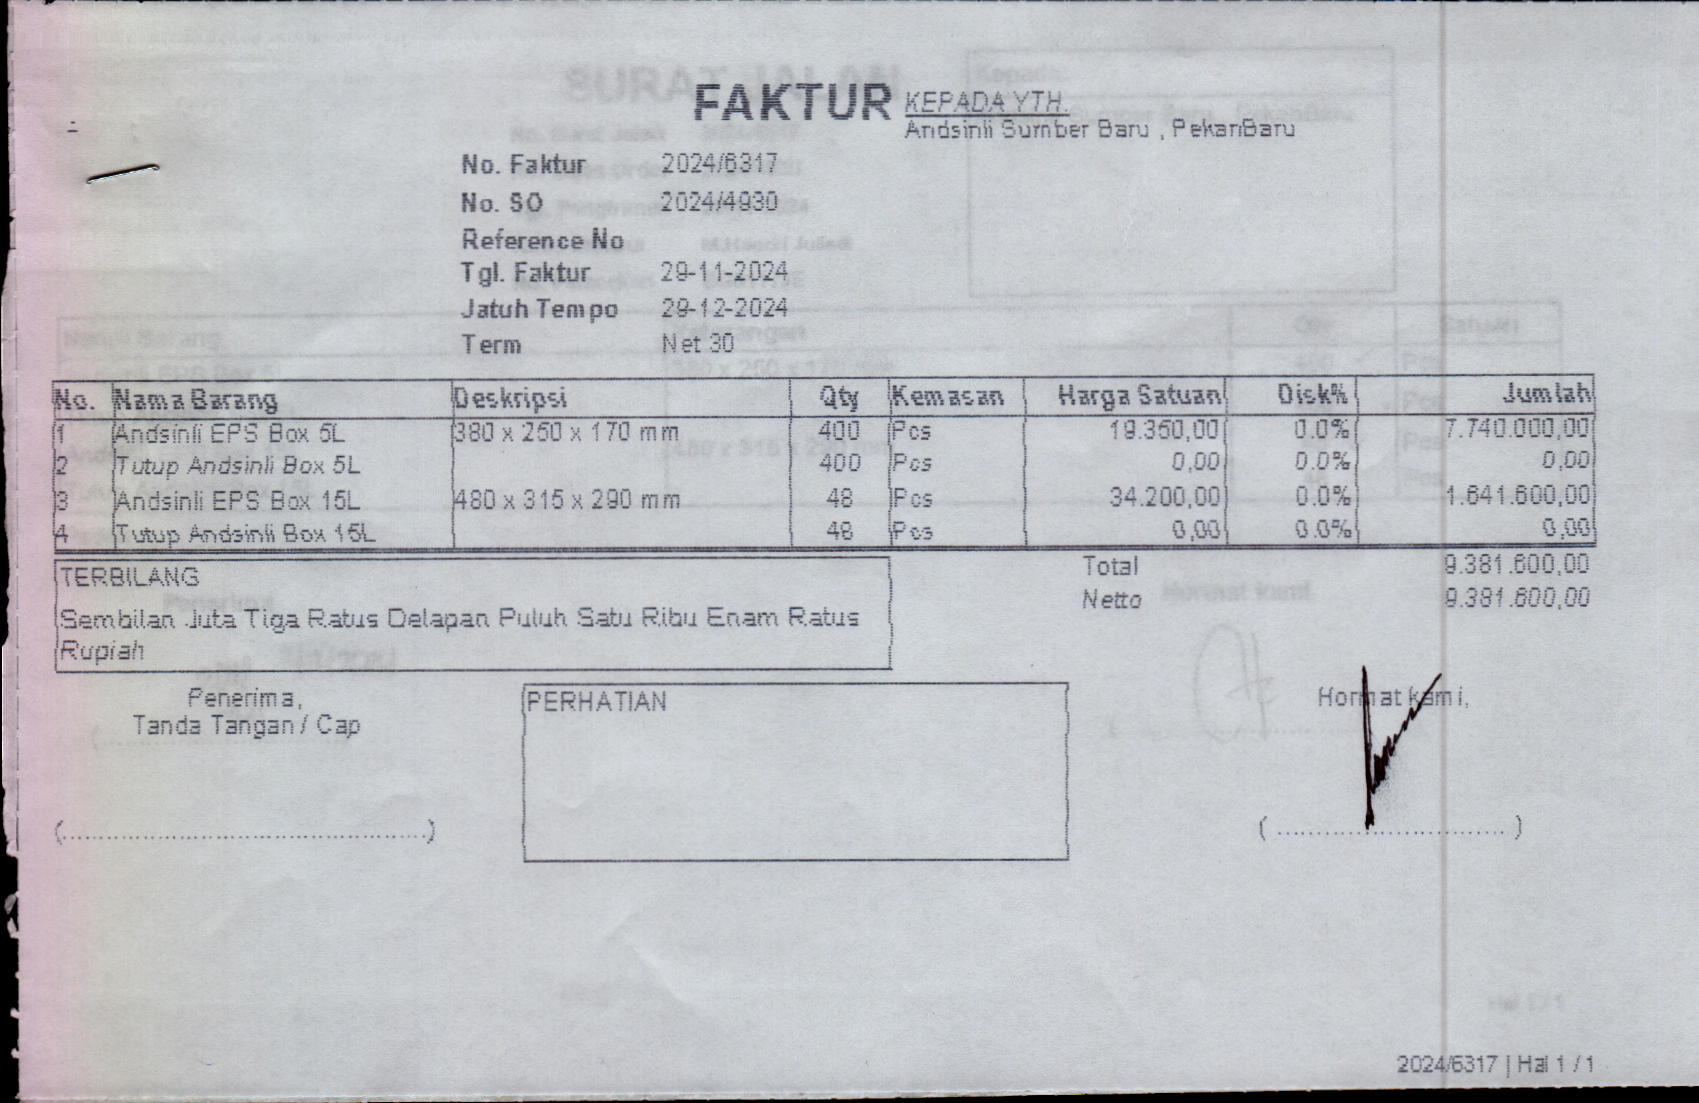 FAKTUR
KEPADA YTH.
Andsinli Sumber Baru , PekanBaru
No. Faktur 2024/6317
No. SO 2024/4930
Reference No
Tgl. Faktur 29-11-2024
Jatuh Tempo 29-12-2024
Term Net 30
No. Nama Barang Deskripsi Qty Kemasan Harga Satuan Disk% Jumlah
1 Andsinli EPS Box 5L 380 x 250 x 170 mm 400 Pcs 19.350,00 0.0% 7.740.000,00
2 Tutup Andsinli Box 5L 400 Pcs 0,00 0.0% 0,00
3 Andsinli EPS Box 15L 480 x 315 x 290 mm 48 Pcs 34.200,00 0.0% 1.641.600,00
4 Tutup Andsinli Box 15L 48 Pcs 0,00 0.0% 0,00
TERBILANG
Sembilan Juta Tiga Ratus Delapan Puluh Satu Ribu Enam Ratus
Rupiah
Total 9.381.600,00
Netto 9.381.600,00
Penerima,
Tanda Tangan / Cap
PERHATIAN
Hormat kami,
(............................................)
( ............................ )
2024/6317 | Hal 1 / 1